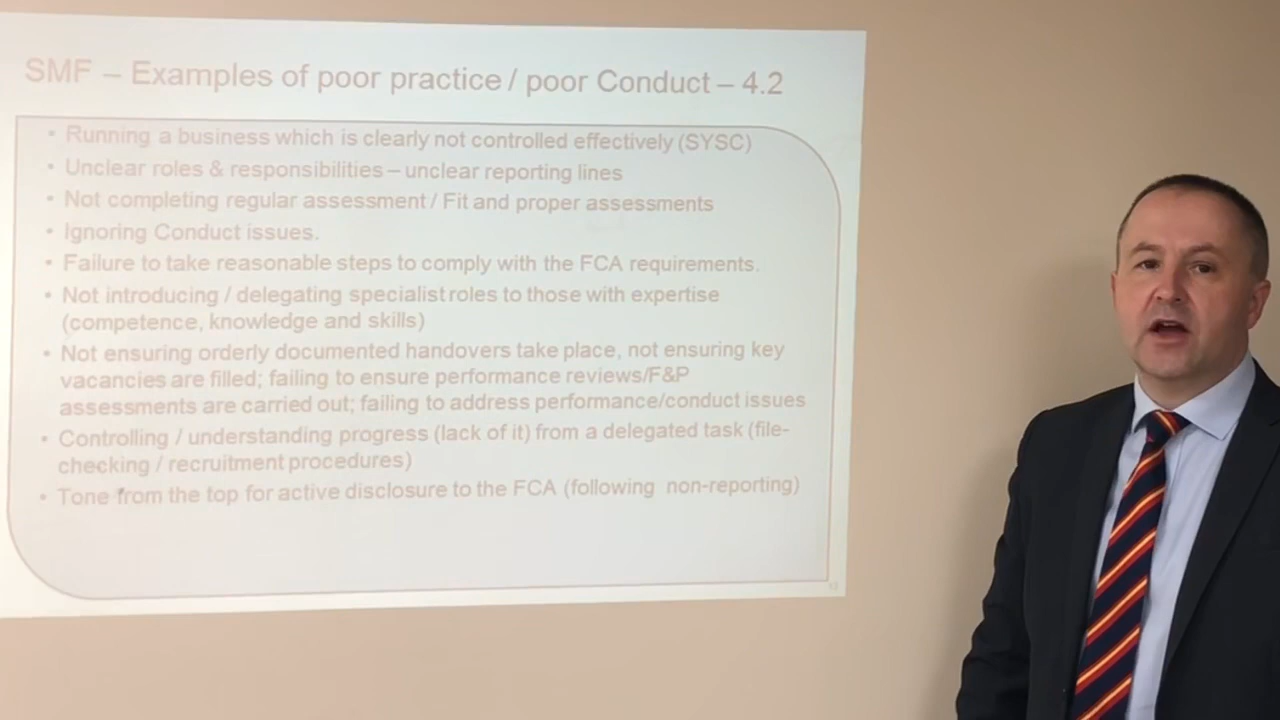 SMF – Examples of poor practice / poor Conduct – 4.2
• Running a business which is clearly not controlled effectively (SYSC)
• Unclear roles & responsibilities – unclear reporting lines
• Not completing regular assessment / Fit and proper assessments
• Ignoring Conduct issues.
• Failure to take reasonable steps to comply with the FCA requirements.
• Not introducing / delegating specialist roles to those with expertise
(competence, knowledge and skills)
• Not ensuring orderly documented handovers take place, not ensuring key
vacancies are filled; failing to ensure performance reviews/F&P
assessments are carried out; failing to address performance/conduct issues
• Controlling / understanding progress (lack of it) from a delegated task (file-
checking / recruitment procedures)
• Tone from the top for active disclosure to the FCA (following non-reporting)